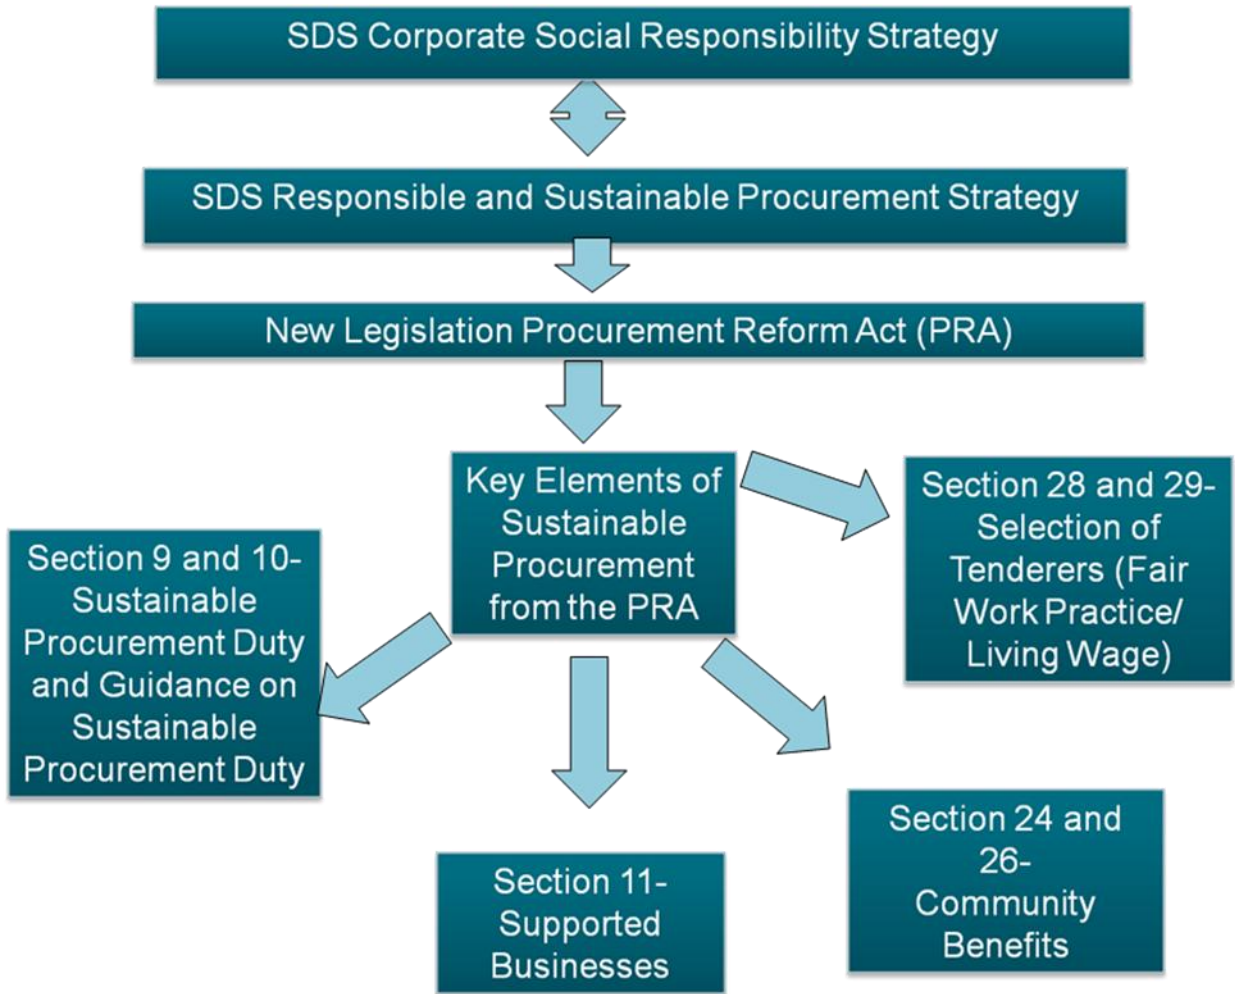 SDS Corporate Social Responsibility Strategy
SDS Responsible and Sustainable Procurement Strategy
New Legislation Procurement Reform Act (PRA)
Key Elements of
Sustainable
Procurement
from the PRA
Section 28 and 29-
Selection of
Tenderers (Fair
Work Practice/
Living Wage)
Section 9 and 10-
Sustainable
Procurement Duty
and Guidance on
Sustainable
Procurement Duty
Section 11-
Supported
Businesses
Section 24 and
26-
Community
Benefits